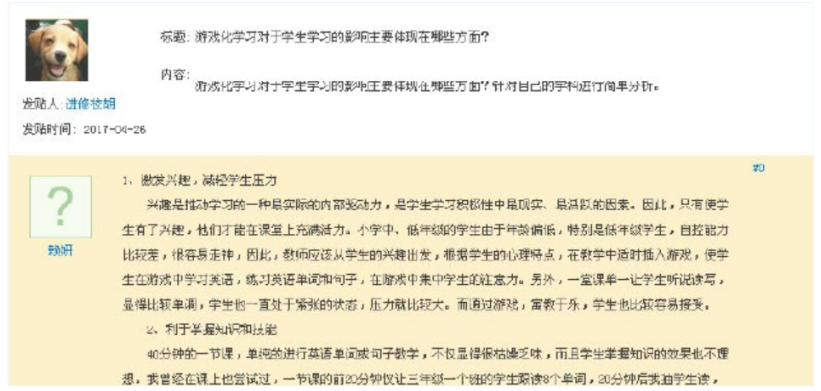 标题: 游戏化学习对于学生学习的影响主要体现在哪些方面?
内容:
游戏化学习对于学生学习的影响主要体现在哪些方面?针对自己的学科进行简单分析。
发贴人:进修
发贴时间: 2017-04-26
#0
?
赖妍
1、激发兴趣，减轻学生压力
兴趣是推动学习的一种最实际的内部驱动力，是学生学习积极性中最现实、最活跃的因素。因此，只有使学
生有了兴趣，他们才能在课堂上充满活力。小学中、低年级的学生由于年龄偏低，特别是低年级学生，自控能力
比较差，很容易走神，因此，教师应该从学生的兴趣出发，根据学生的心理特点，在教学中适时插入游戏，使学
生在游戏中学习英语，练习英语单词和句子，在游戏中集中学生的注意力。另外，一堂课单一让学生听说读写，
显得比较单调，学生也一直处于紧张的状态，压力就比较大。而通过游戏，寓教于乐，学生也比较容易接受。
2、利于掌握知识和技能
40分钟的一节课，单纯的进行英语单词或句子教学，不仅显得很枯燥乏味，而且学生掌握知识的效果也不理
想。我曾经在课上也尝试过，一节课的前20分钟仅让三年级一个班的学生跟读8个单词，20分钟后我抽学生读，